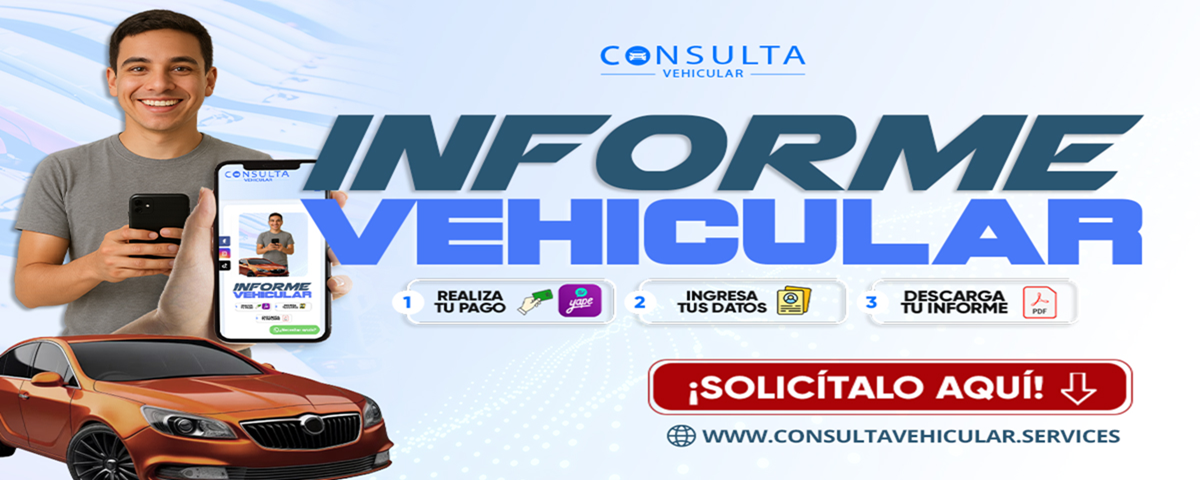 CONSULTA
VEHICULAR
INFORME
VEHICULAR
CONSULTA
VEHICULAR
INFORME
VEHICULAR
1 REALIZA
TU PAGO
yape
2 INGRESA
TUS DATOS
3 DESCARGA
TU INFORME
PDF
¡SOLICÍTALO AQUÍ!
WWW.CONSULTAVEHICULAR.SERVICES